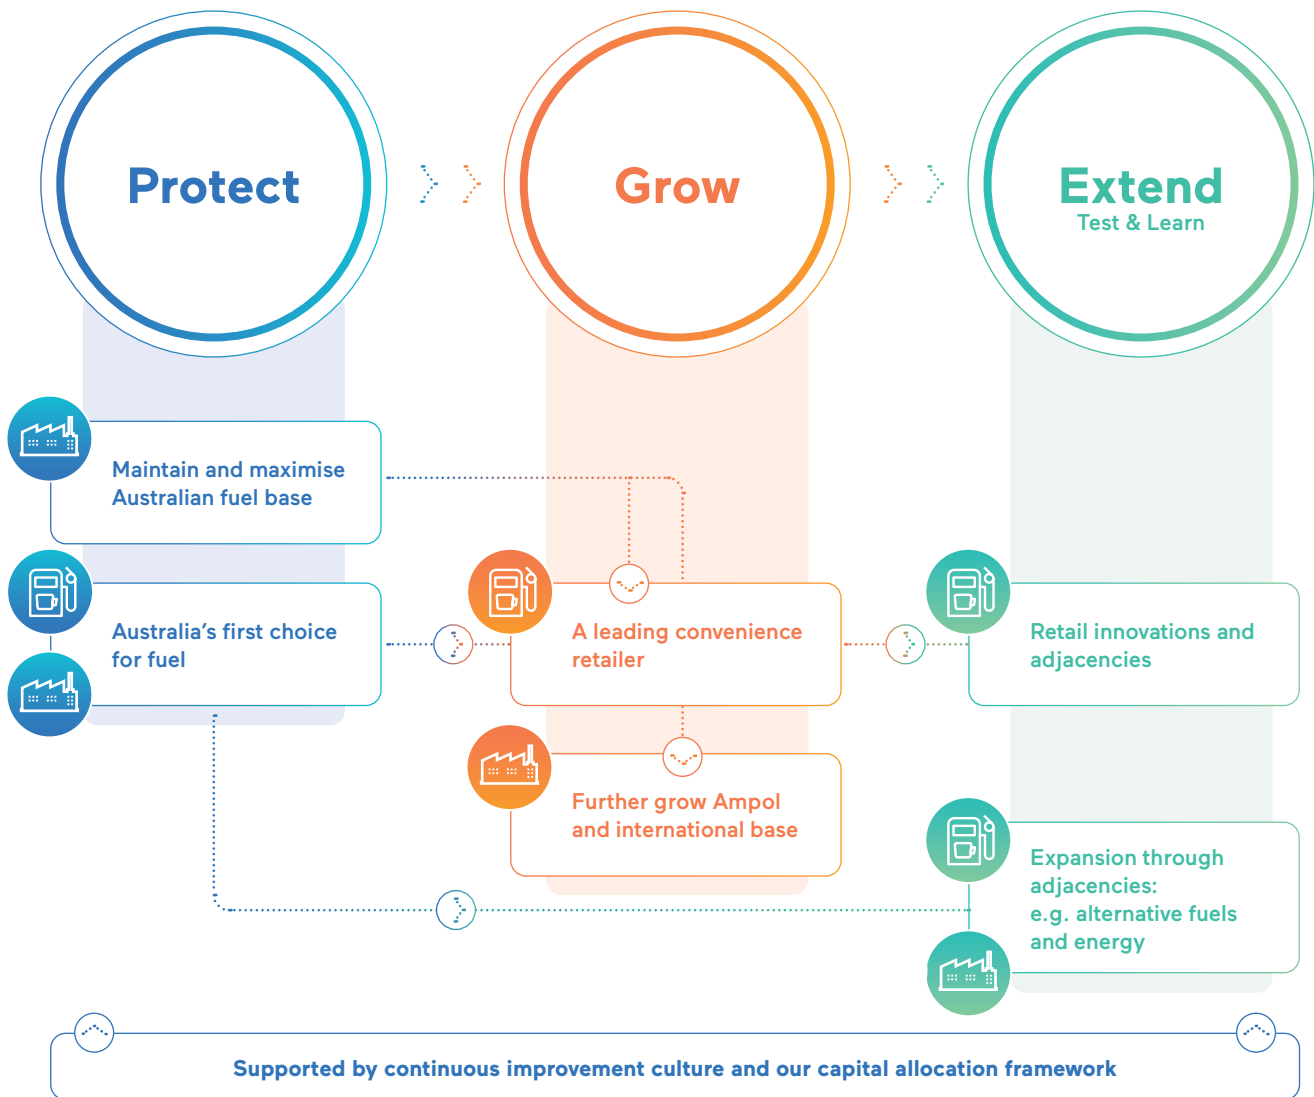 Protect
Grow
Extend
Test & Learn
Maintain and maximise
Australian fuel base
Australia’s first choice
for fuel
A leading convenience
retailer
Further grow Ampol
and international base
Retail innovations and
adjacencies
Expansion through
adjacencies:
e.g. alternative fuels
and energy
Supported by continuous improvement culture and our capital allocation framework